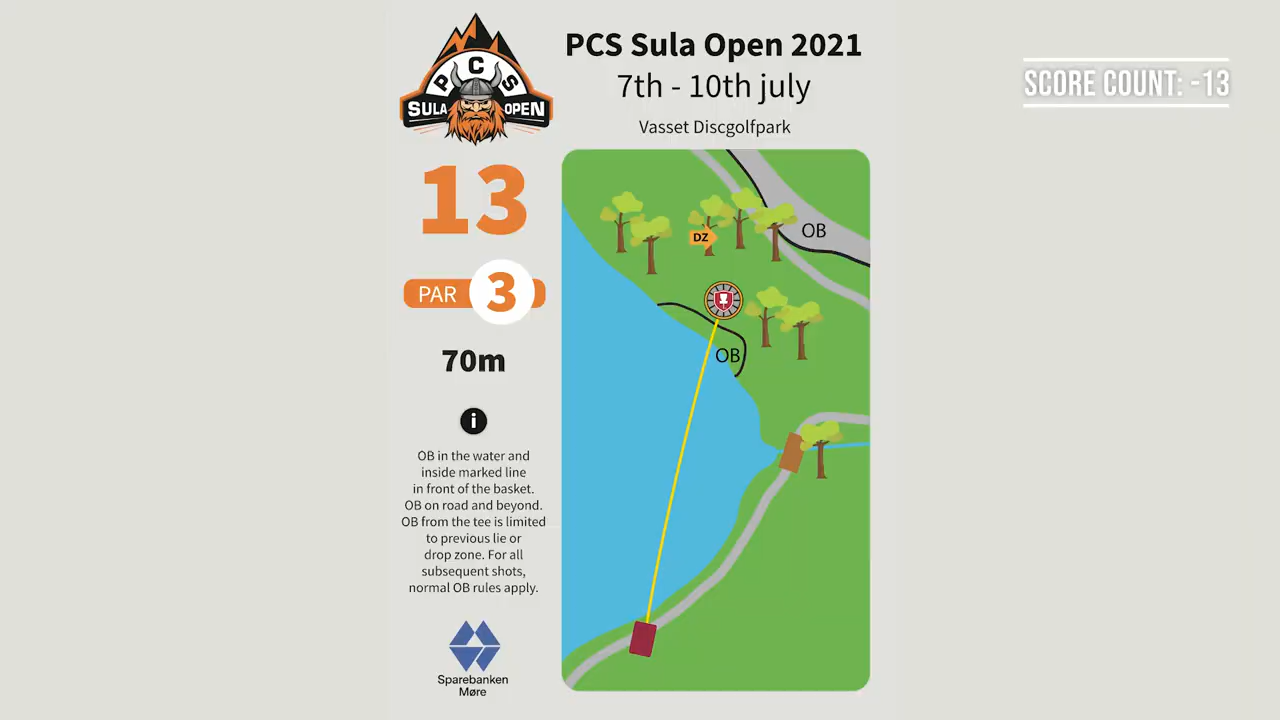 PCS
SULA OPEN
PCS Sula Open 2021
7th - 10th july
Vasset Discgolfpark
SCORE COUNT: -13
13
PAR 3
70m
i
OB in the water and
inside marked line
in front of the basket.
OB on road and beyond.
OB from the tee is limited
to previous lie or
drop zone. For all
subsequent shots,
normal OB rules apply.
Sparebanken
Møre
DZ
OB
OB